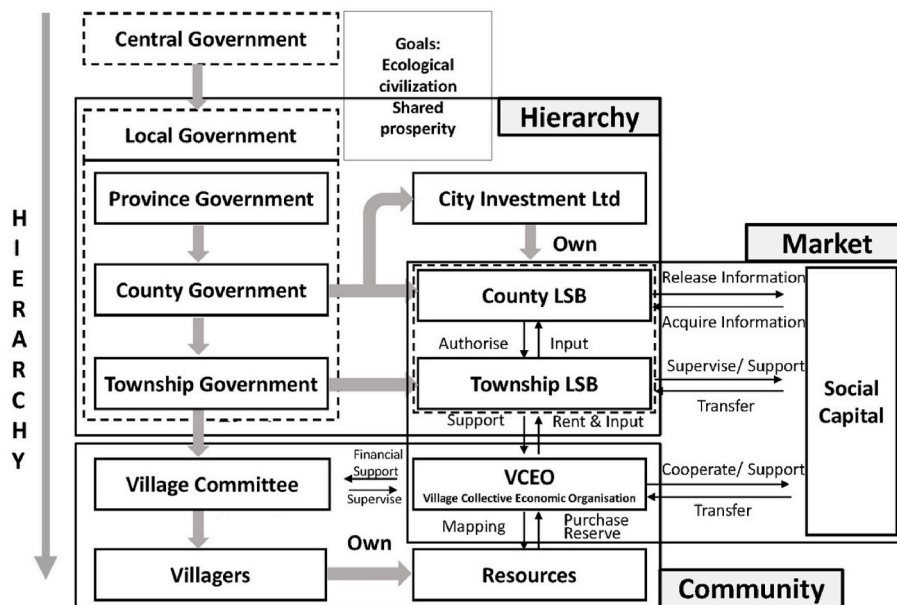 Central Government
Goals:
Ecological
civilization
Shared
prosperity
Hierarchy
Local Government
Province Government
City Investment Ltd
HIERARCHY
Own
Market
County Government
County LSB
Release Information
Acquire Information
Authorise
Input
Township Government
Township LSB
Supervise/ Support
Transfer
Social
Capital
Support
Rent & Input
Village Committee
Financial
Support
Supervise
VCEO
Village Collective Economic Organisation
Cooperate/ Support
Transfer
Mapping
Purchase
Reserve
Own
Villagers
Resources
Community